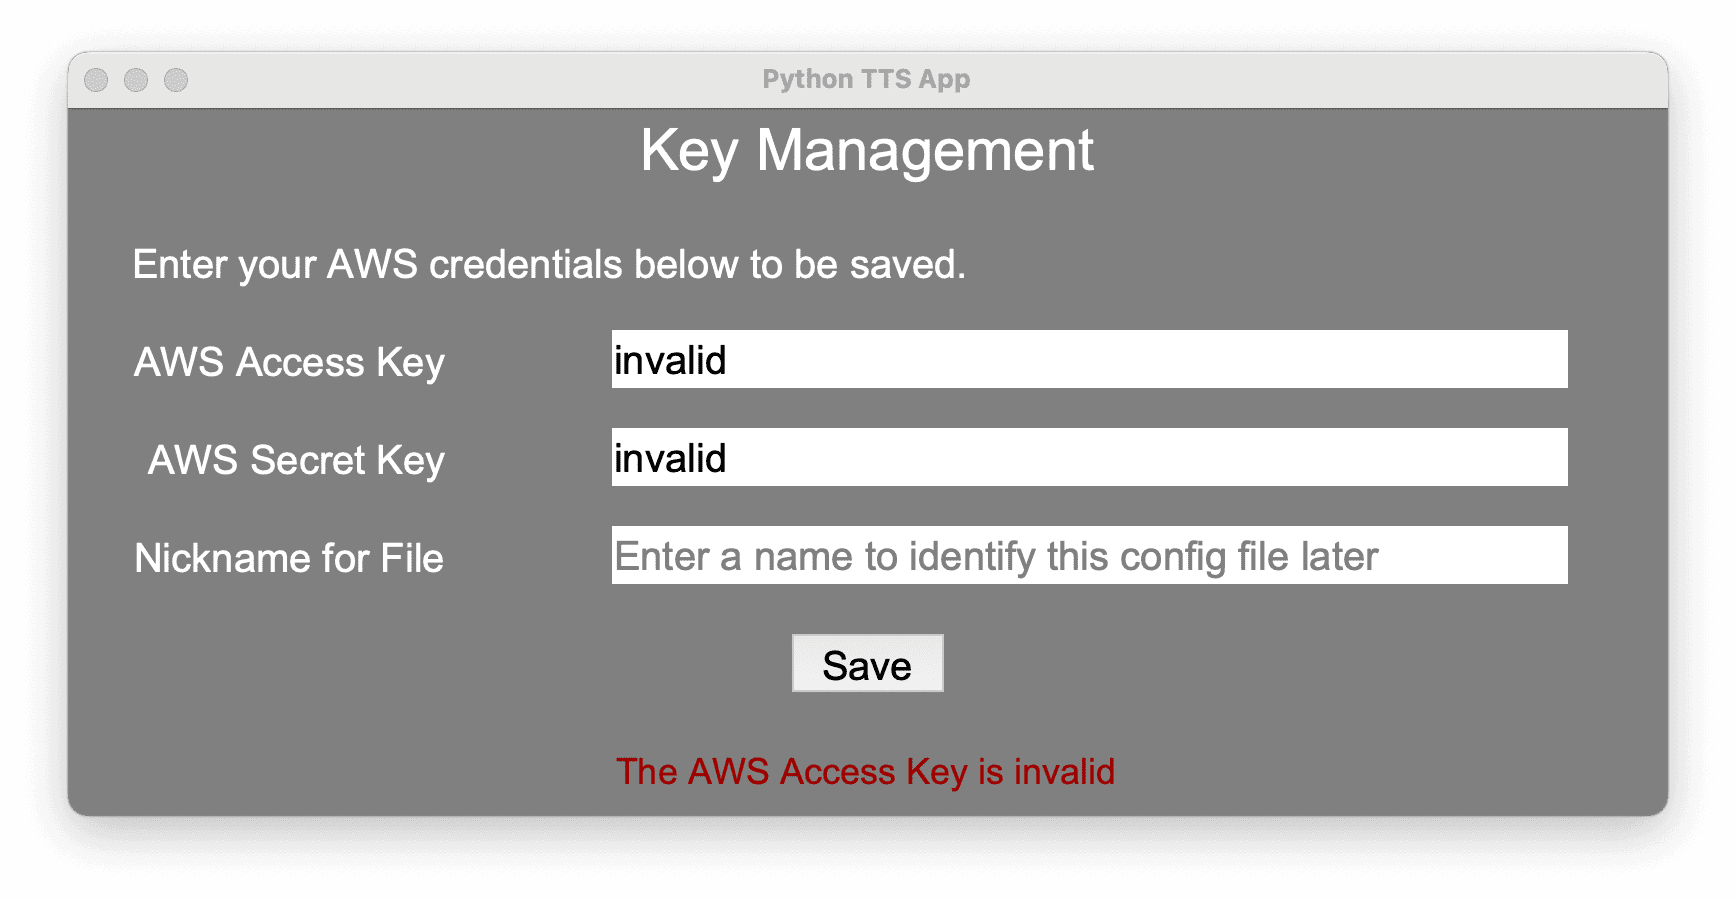 Python TTS App
Key Management
Enter your AWS credentials below to be saved.
AWS Access Key invalid
AWS Secret Key invalid
Nickname for File Enter a name to identify this config file later
Save
The AWS Access Key is invalid